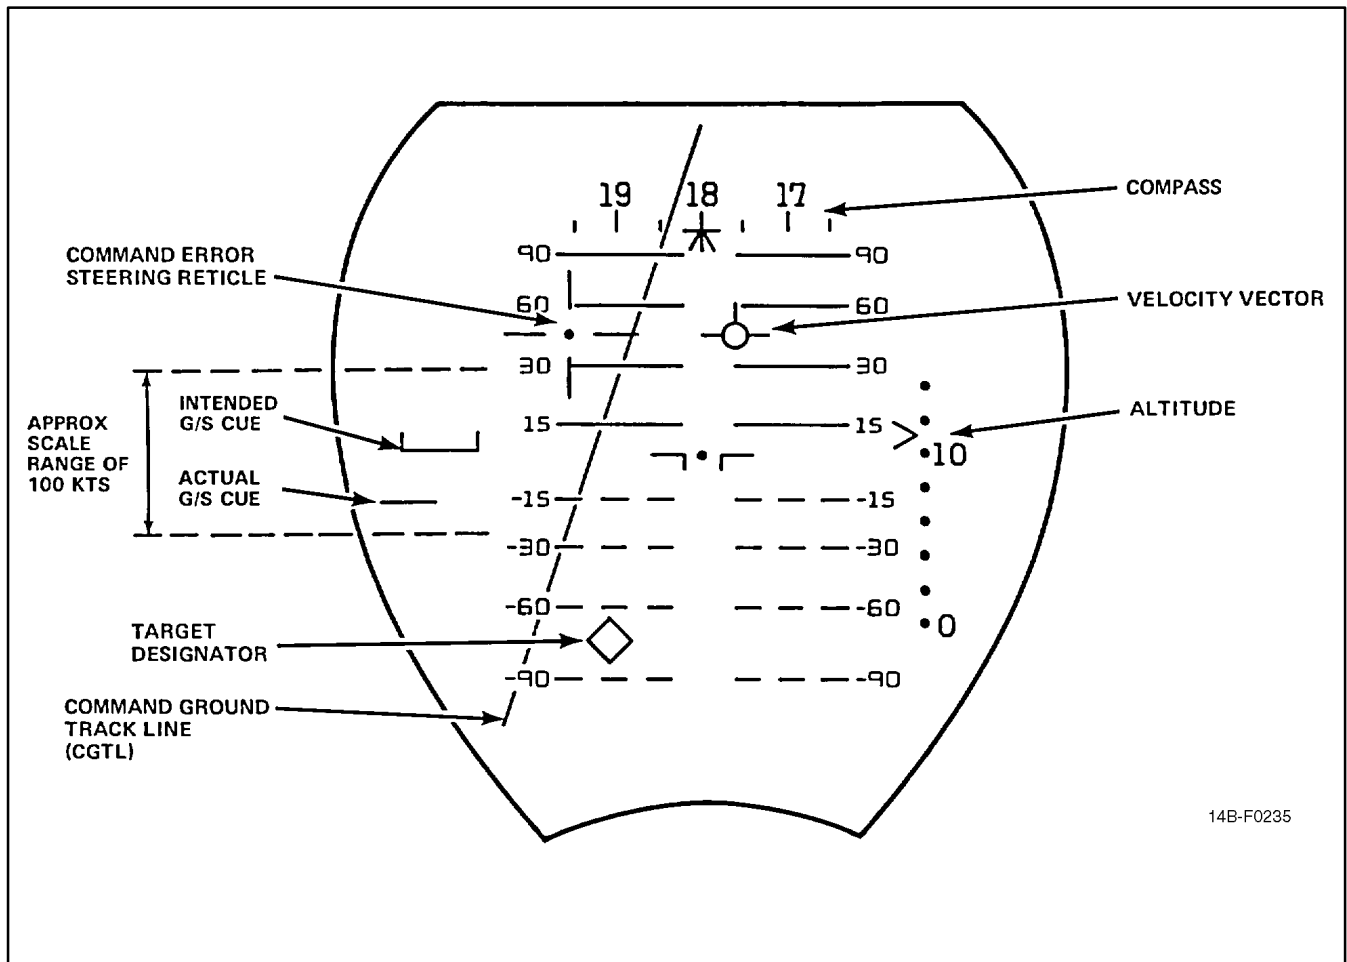 19 18 17
COMPASS
COMMAND ERROR
STEERING RETICLE
90 90
60 60
VELOCITY VECTOR
30 30
APPROX
SCALE
RANGE OF
100 KTS
INTENDED
G/S CUE
15 15
ALTITUDE
10
ACTUAL
G/S CUE
-15 -15
-30 -30
-60 -60
0
TARGET
DESIGNATOR
-90 -90
COMMAND GROUND
TRACK LINE
(CGTL)
14B-F0235